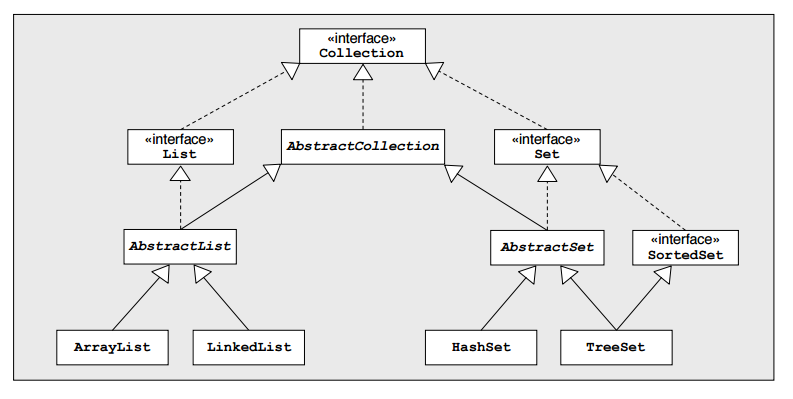 «interface»
Collection
«interface»
List
AbstractCollection
«interface»
Set
AbstractList
AbstractSet
«interface»
SortedSet
ArrayList
LinkedList
HashSet
TreeSet